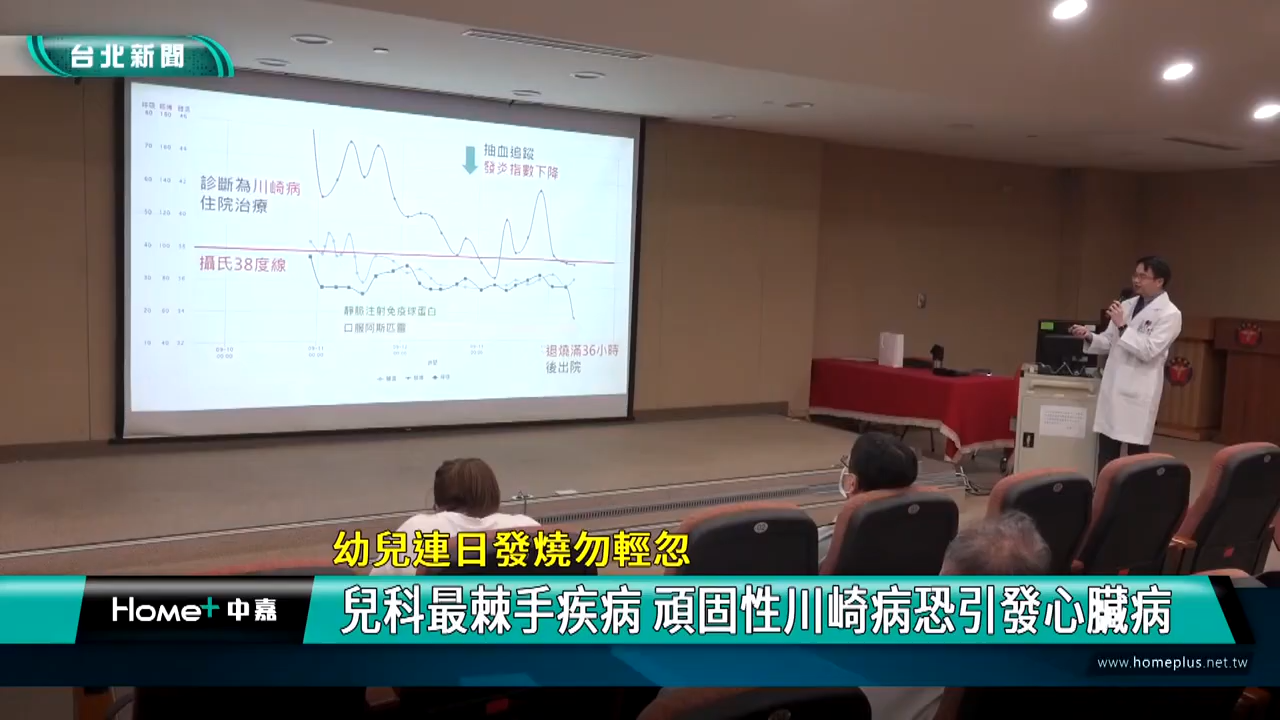 台北新聞
抽血追蹤
發炎指數下降
診斷為川崎病
住院治療
攝氏38度線
靜脈注射免疫球蛋白
口服阿斯匹靈
退燒滿36小時
後出院
幼兒連日發燒勿輕忽
Home+中嘉
兒科最棘手疾病 頑固性川崎病恐引發心臟病
www.homeplus.net.tw